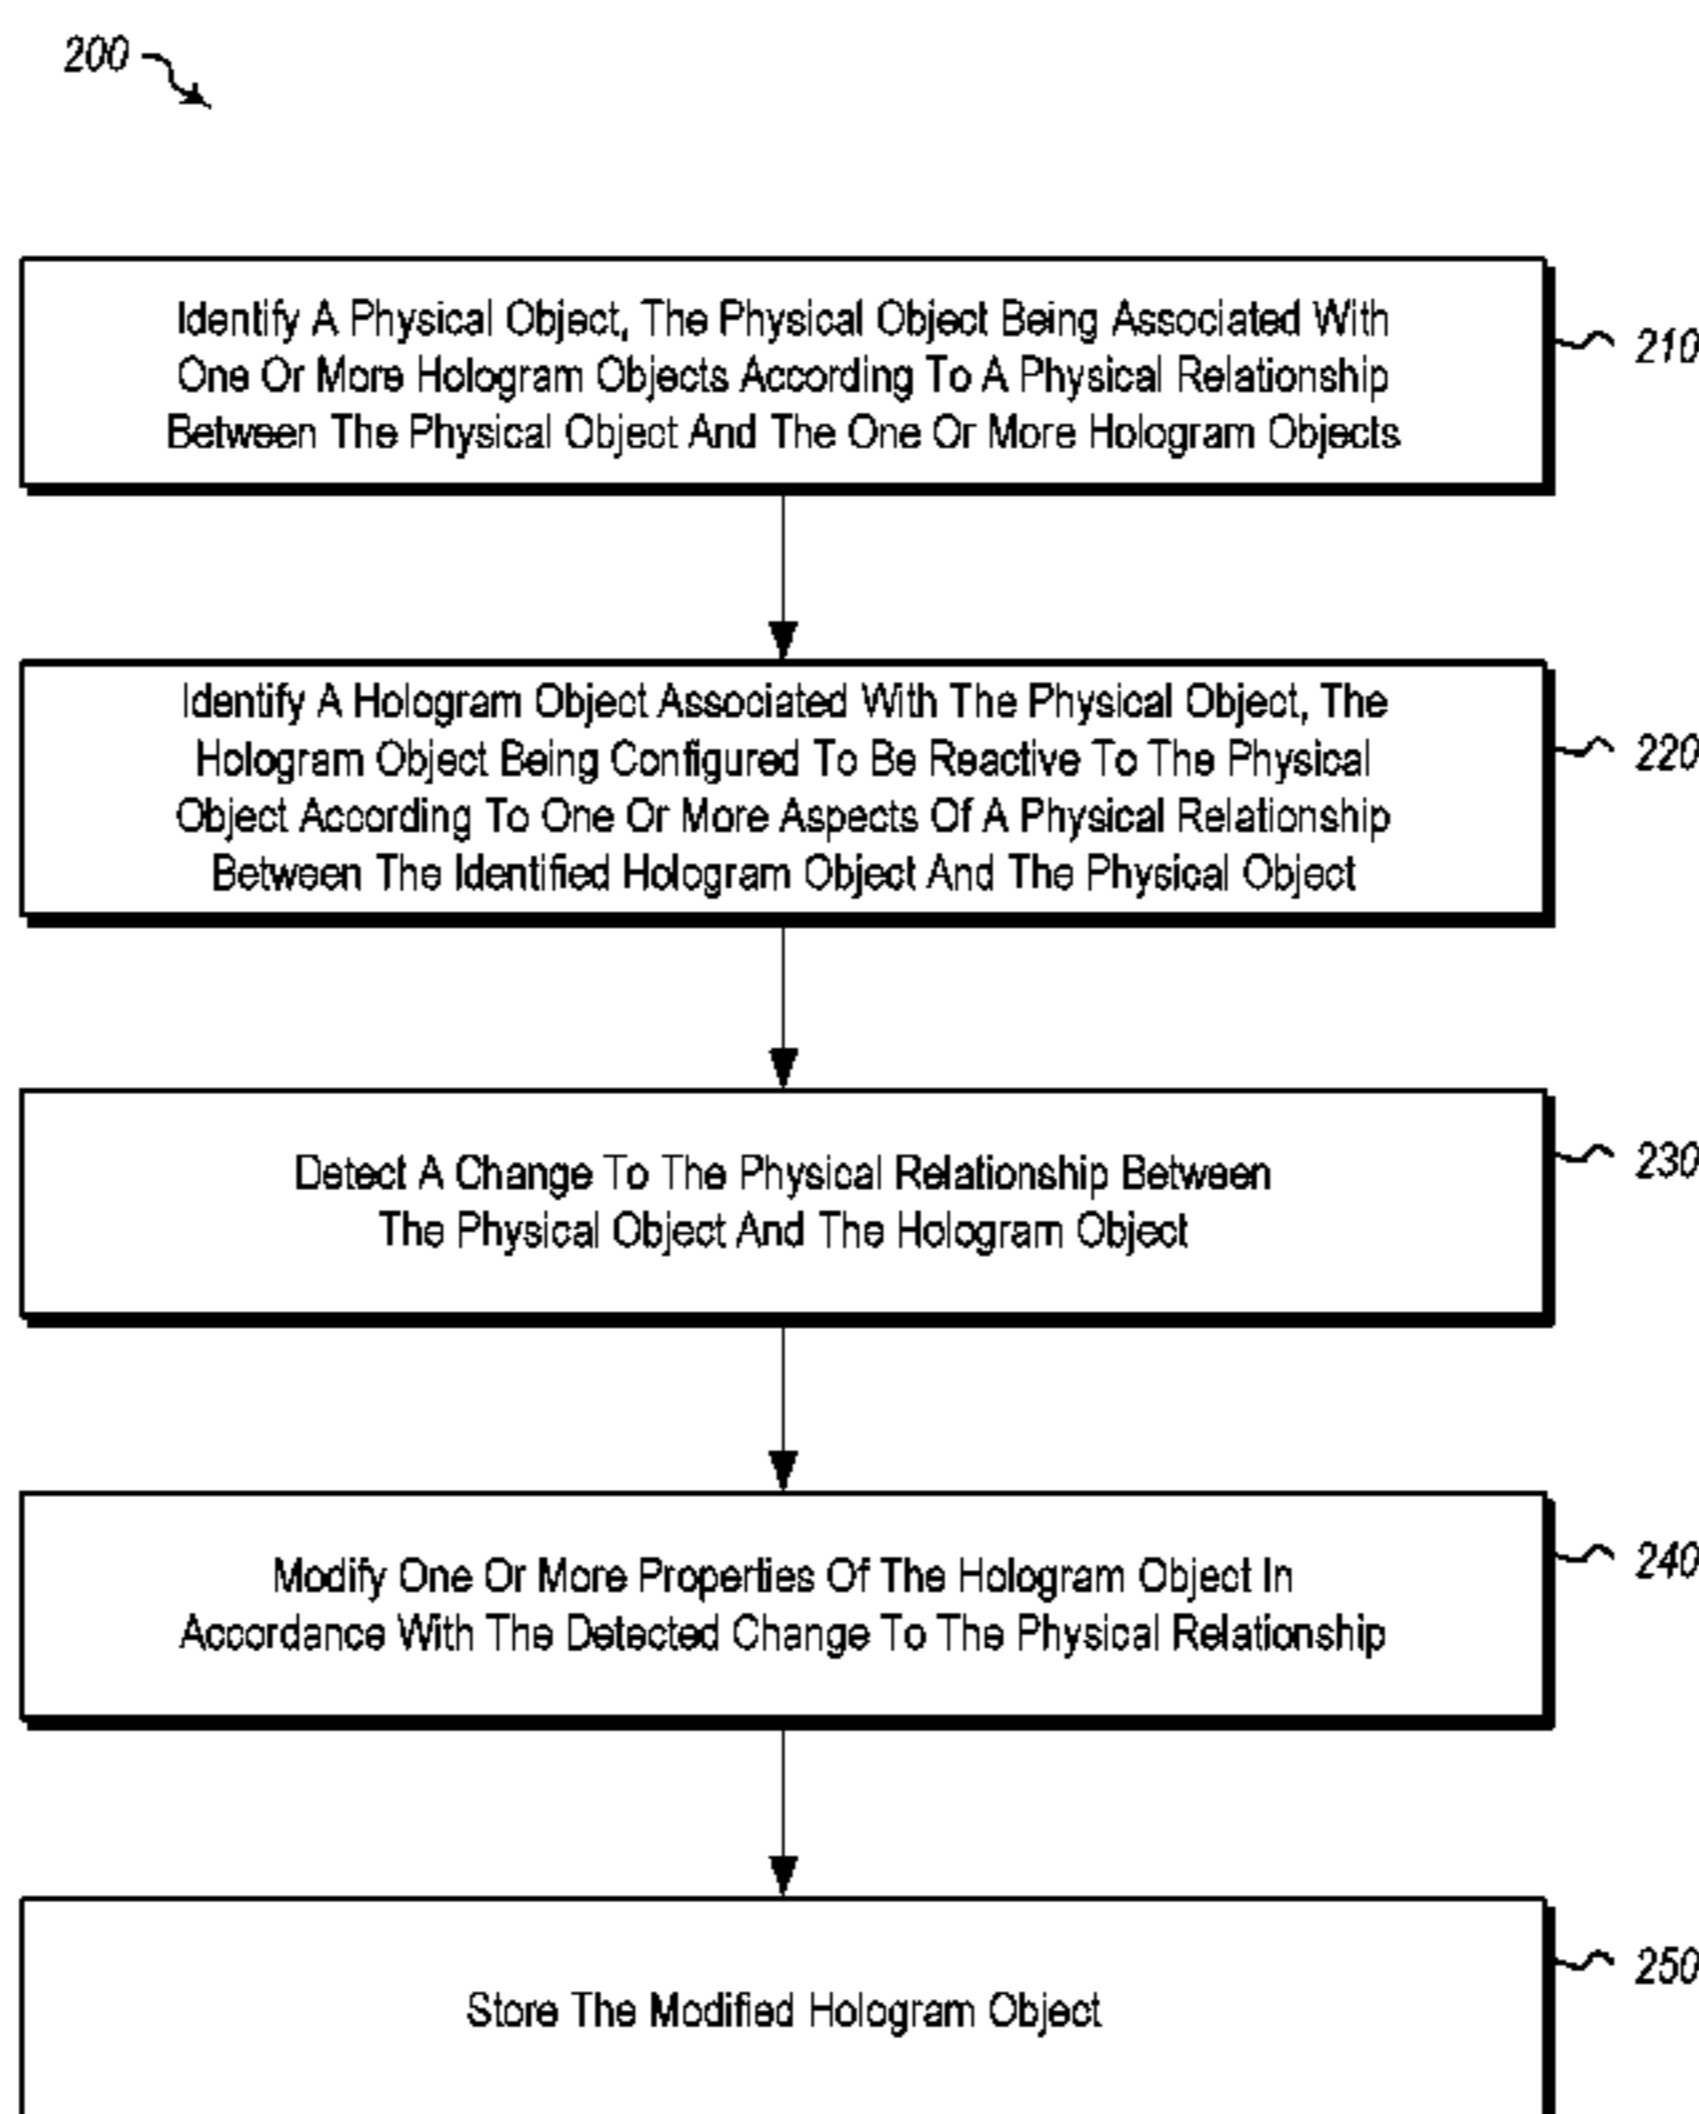 200
Identify A Physical Object, The Physical Object Being Associated With
One Or More Hologram Objects According To A Physical Relationship
Between The Physical Object And The One Or More Hologram Objects
210
Identify A Hologram Object Associated With The Physical Object, The
Hologram Object Being Configured To Be Reactive To The Physical
Object According To One Or More Aspects Of A Physical Relationship
Between The Identified Hologram Object And The Physical Object
220
Detect A Change To The Physical Relationship Between
The Physical Object And The Hologram Object
230
Modify One Or More Properties Of The Hologram Object In
Accordance With The Detected Change To The Physical Relationship
240
Store The Modified Hologram Object
250